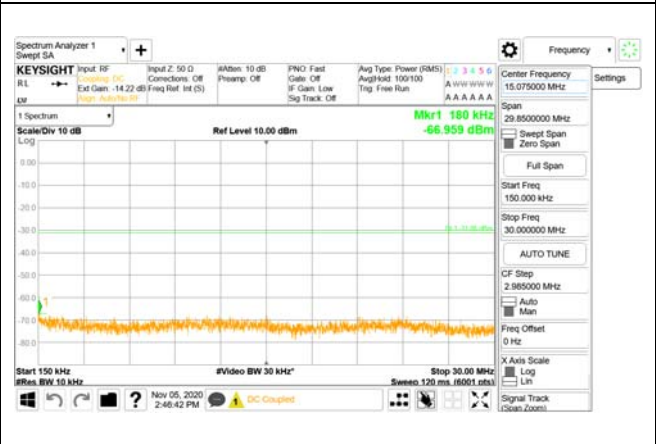 Spectrum Analyzer 1
Swept SA
+
Frequency
KEYSIGHT
RL
Input: RF
Coupling: DC
Ext Gain: -14.22 dB
Align: Auto/No RF
Input Z: 50 Ω
Corrections: Off
Freq Ref: Int (S)
#Atten: 10 dB
Preamp: Off
PNO: Fast
Gate: Off
IF Gain: Low
Sig Track: Off
Avg Type: Power (RMS)
Avg|Hold: 100/100
Trig: Free Run
1 2 3 4 5 6
A W W W W W
A A A A A A
1 Spectrum
Scale/Div 10 dB
Ref Level 10.00 dBm
Mkr1 180 kHz
-66.959 dBm
Log
0.00
-10.0
-20.0
-30.0
-40.0
-50.0
-60.0
-70.0
-80.0
1
Start 150 kHz
#Res BW 10 kHz
#Video BW 30 kHz*
Stop 30.00 MHz
Sweep 120 ms (6001 pts)
Center Frequency
15.075000 MHz
Settings
Span
29.8500000 MHz
Swept Span
Zero Span
Full Span
Start Freq
150.000 kHz
Stop Freq
30.000000 MHz
AUTO TUNE
CF Step
2.985000 MHz
Auto
Man
Freq Offset
0 Hz
X Axis Scale
Log
Lin
Signal Track
(Span Zoom)
?
Nov 05, 2020
2:46:42 PM
1
DC Coupled